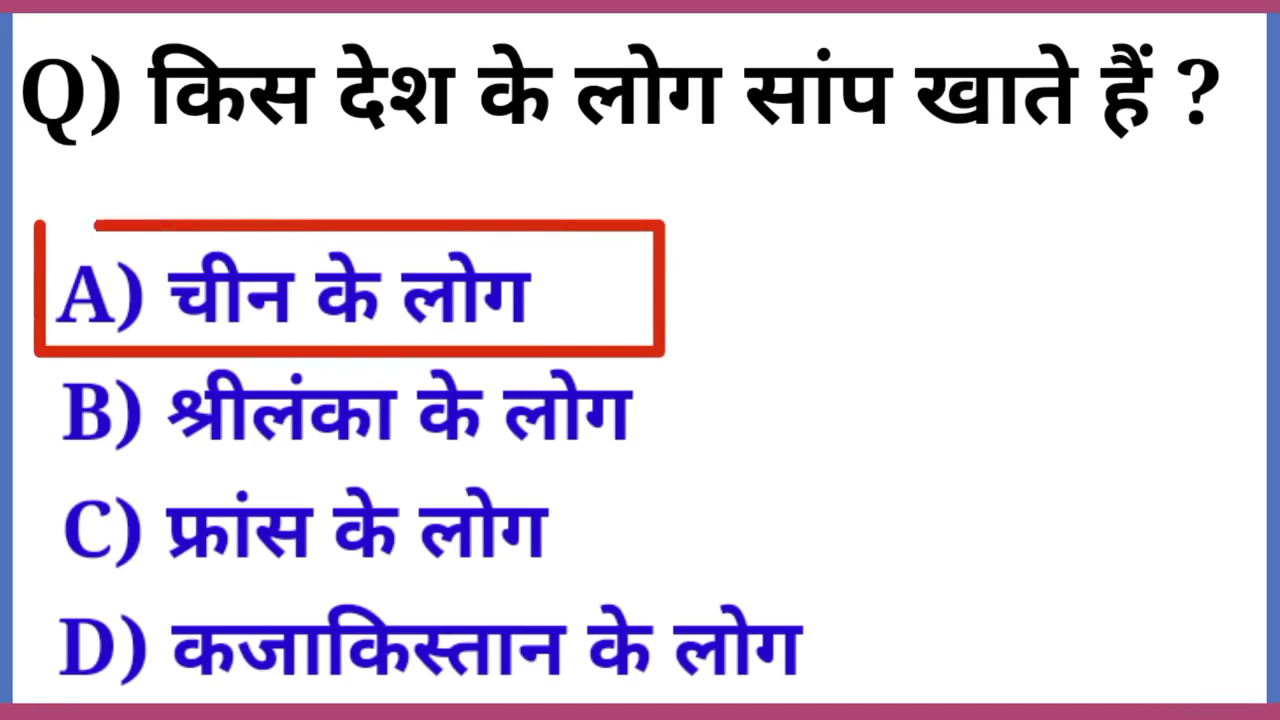 Q) किस देश के लोग सांप खाते हैं ?
A) चीन के लोग
B) श्रीलंका के लोग
C) फ्रांस के लोग
D) कजाकिस्तान के लोग